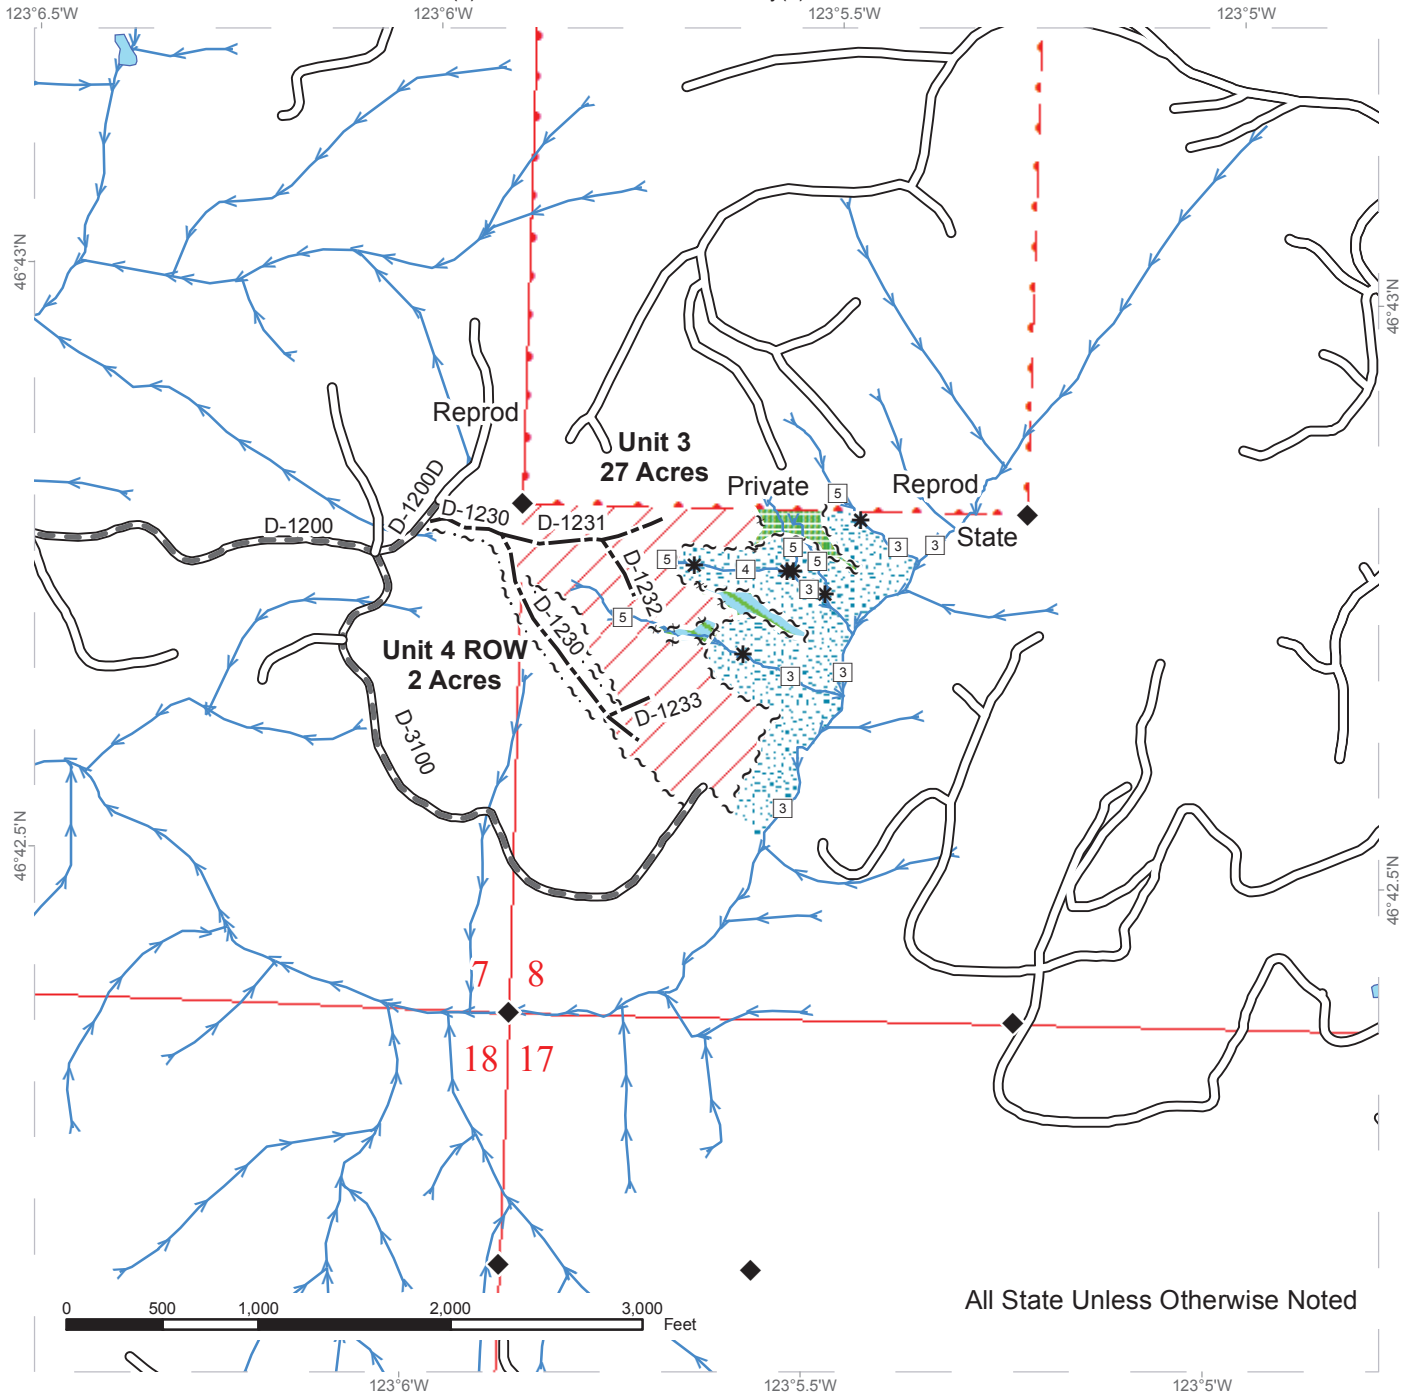 123°6.5'W
123°6'W
123°5.5'W
123°5'W
46°43'N
46°43'N
Reprod
Unit 3
27 Acres
Private
Reprod
State
5
D-1200
D-1200D
D-1230
D-1231
D-1232
5
4
5
5
3
3
3
5
D-1230
Unit 4 ROW
2 Acres
3
3
D-1233
D-3100
3
46°42.5'N
46°42.5'N
7
8
18
17
All State Unless Otherwise Noted
0
500
1,000
2,000
3,000
Feet
123°6'W
123°5.5'W
123°5'W